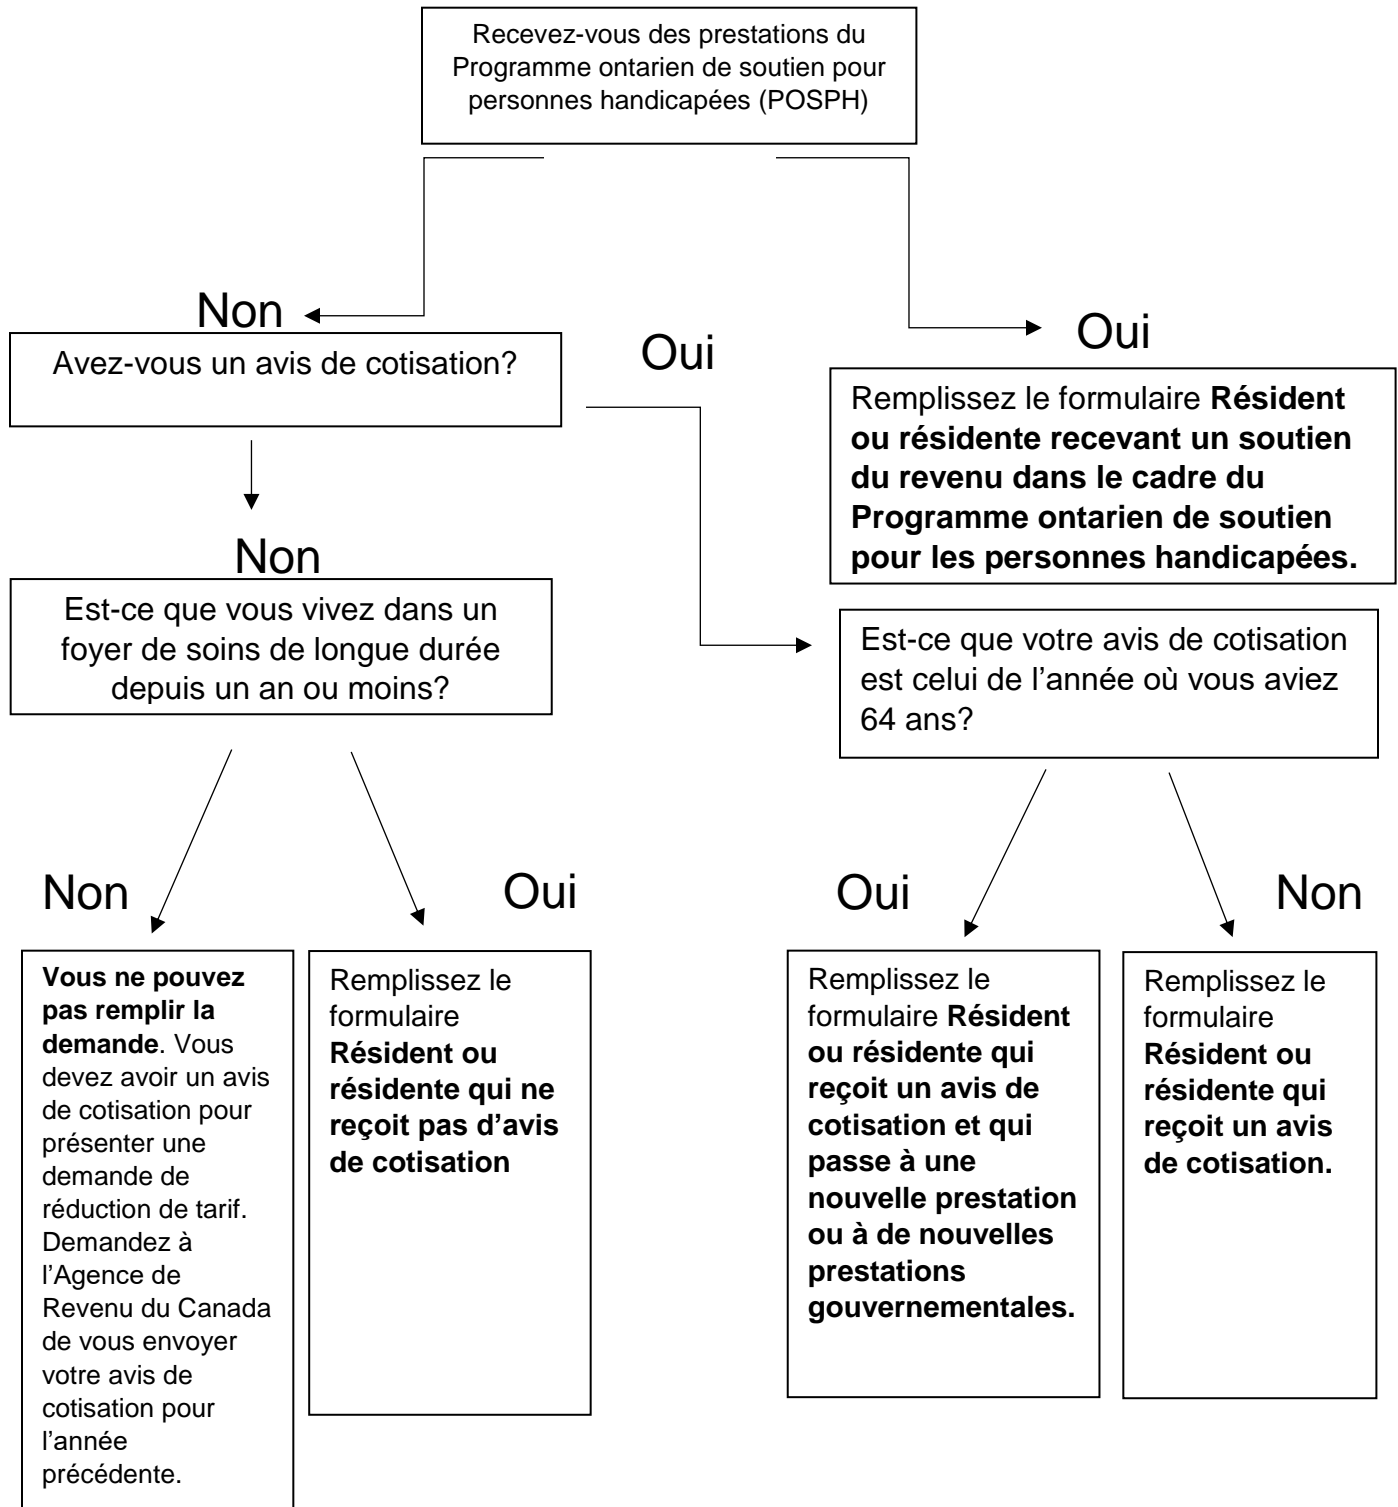 Recevez-vous des prestations du
Programme ontarien de soutien pour
personnes handicapées (POSPH)
Non
Oui
Oui
Avez-vous un avis de cotisation?
Remplissez le formulaire Résident
ou résidente recevant un soutien
du revenu dans le cadre du
Programme ontarien de soutien
pour les personnes handicapées.
Non
Est-ce que vous vivez dans un
foyer de soins de longue durée
depuis un an ou moins?
Est-ce que votre avis de cotisation
est celui de l’année où vous aviez
64 ans?
Non
Oui
Oui
Non
Vous ne pouvez
pas remplir la
demande. Vous
devez avoir un avis
de cotisation pour
présenter une
demande de
réduction de tarif.
Demandez à
l’Agence de
Revenu du Canada
de vous envoyer
votre avis de
cotisation pour
l’année
précédente.
Remplissez le
formulaire
Résident ou
résidente qui ne
reçoit pas d’avis
de cotisation
Remplissez le
formulaire Résident
ou résidente qui
reçoit un avis de
cotisation et qui
passe à une
nouvelle prestation
ou à de nouvelles
prestations
gouvernementales.
Remplissez le
formulaire
Résident ou
résidente qui
reçoit un avis
de cotisation.